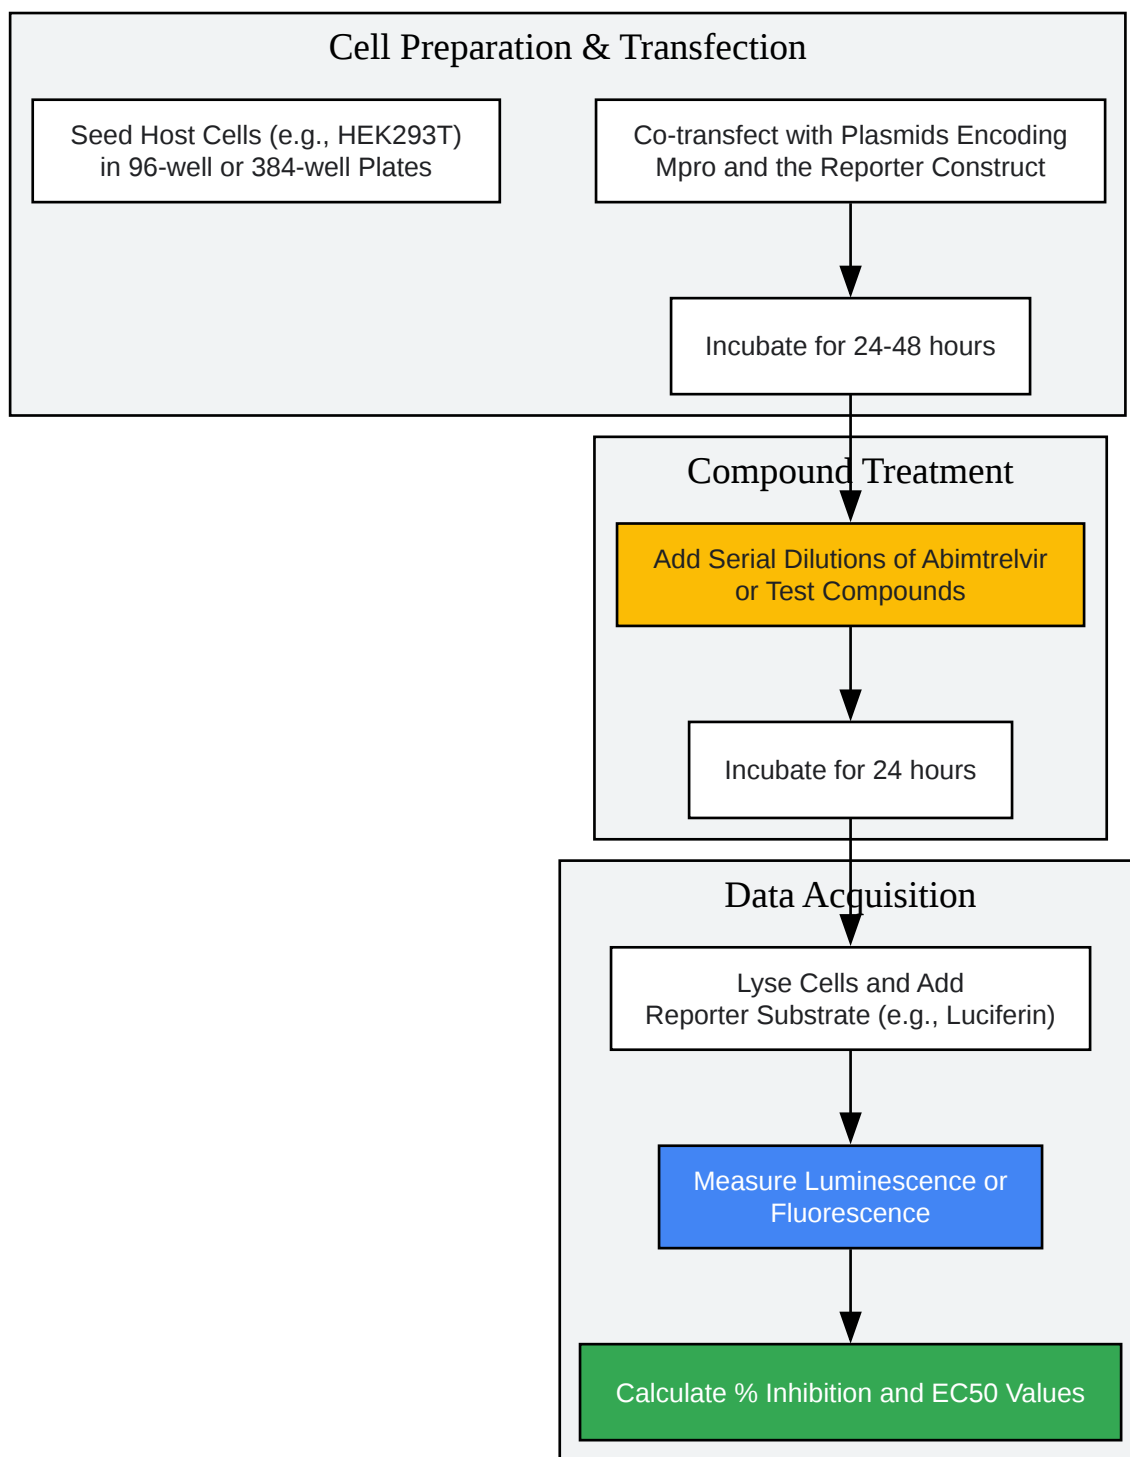 Cell Preparation & Transfection
Seed Host Cells (e.g., HEK293T)
in 96-well or 384-well Plates
Co-transfect with Plasmids Encoding
Mpro and the Reporter Construct
Incubate for 24-48 hours
Compound Treatment
Add Serial Dilutions of Abimtrelvir
or Test Compounds
Incubate for 24 hours
Data Acquisition
Lyse Cells and Add
Reporter Substrate (e.g., Luciferin)
Measure Luminescence or
Fluorescence
Calculate % Inhibition and EC50 Values